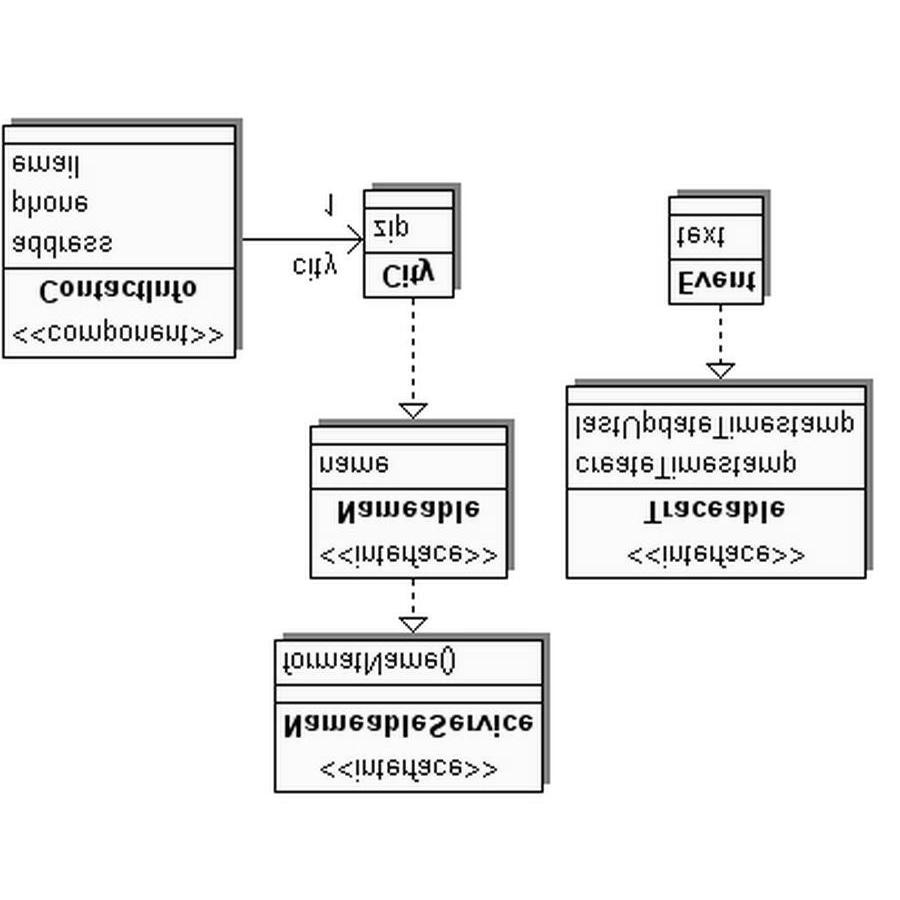 <<interface>>
NameableService
formatName()
<<interface>>
Nameable
name
<<interface>>
Traceable
createTimestamp
lastUpdateTimestamp
<<component>>
ContactInfo
address
phone
email
city
1
City
zip
Event
text